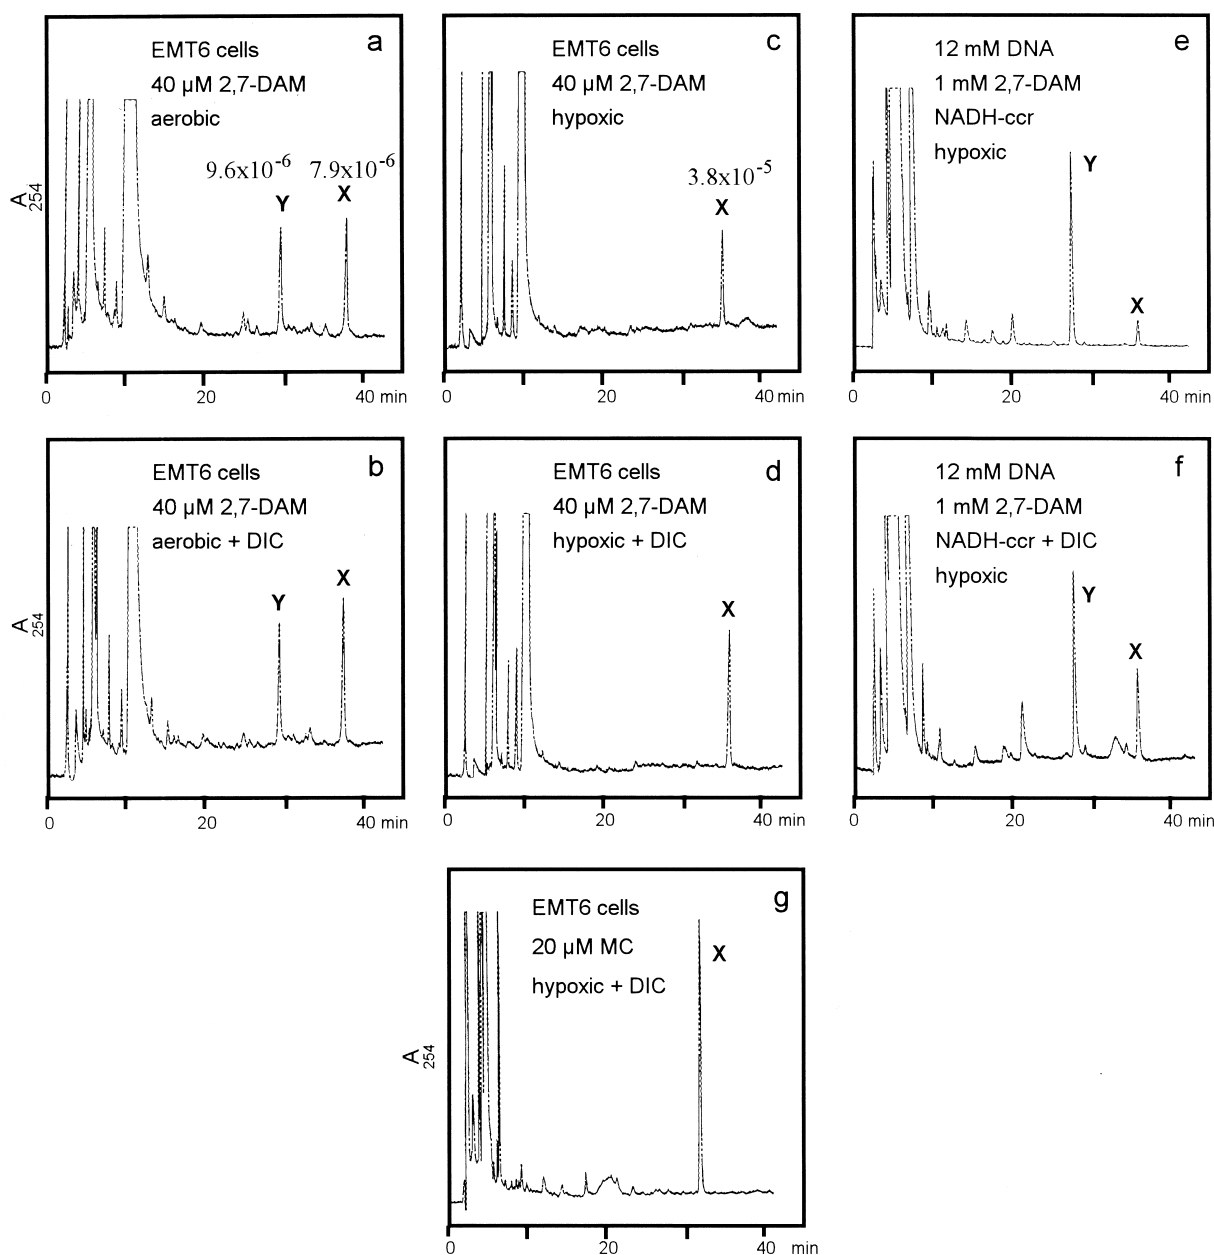 a
EMT6 cells
40 µM 2,7-DAM
aerobic
9.6x10-6 7.9x10-6
Y X
A254
0 20 40 min
c
EMT6 cells
40 µM 2,7-DAM
hypoxic
3.8x10-5
X
0 20 40 min
e
12 mM DNA
1 mM 2,7-DAM
NADH-ccr
hypoxic
Y
X
0 20 40 min
b
EMT6 cells
40 µM 2,7-DAM
aerobic + DIC
X
Y
A254
0 20 40 min
d
EMT6 cells
40 µM 2,7-DAM
hypoxic + DIC
X
0 20 40 min
f
12 mM DNA
1 mM 2,7-DAM
NADH-ccr + DIC
hypoxic
Y
X
0 20 40 min
g
EMT6 cells
20 µM MC
hypoxic + DIC
X
A254
0 20 40 min